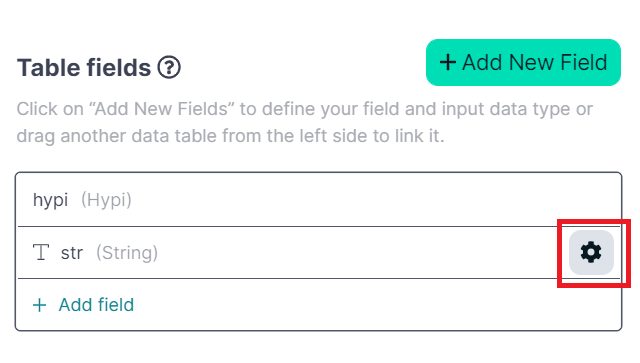 Table fields ?
+ Add New Field
Click on “Add New Fields” to define your field and input data type or
drag another data table from the left side to link it.
hypi (Hypi)
T str (String)
+ Add field